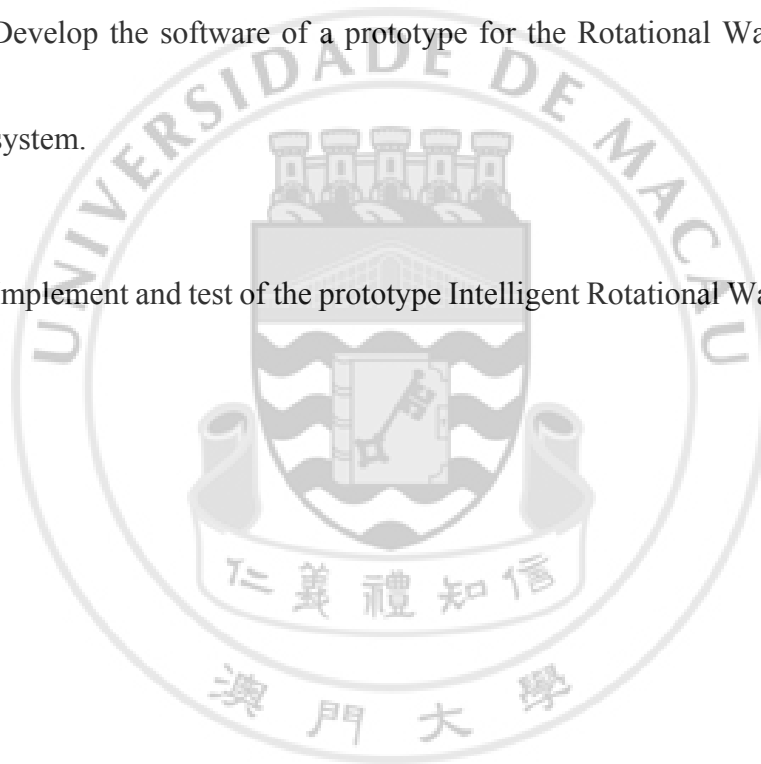 Develop the software of a prototype for the Rotational Wa
system.
implement and test of the prototype Intelligent Rotational Wa
UNIVERSIDADE DE MACAU
仁義禮知信
澳門大學